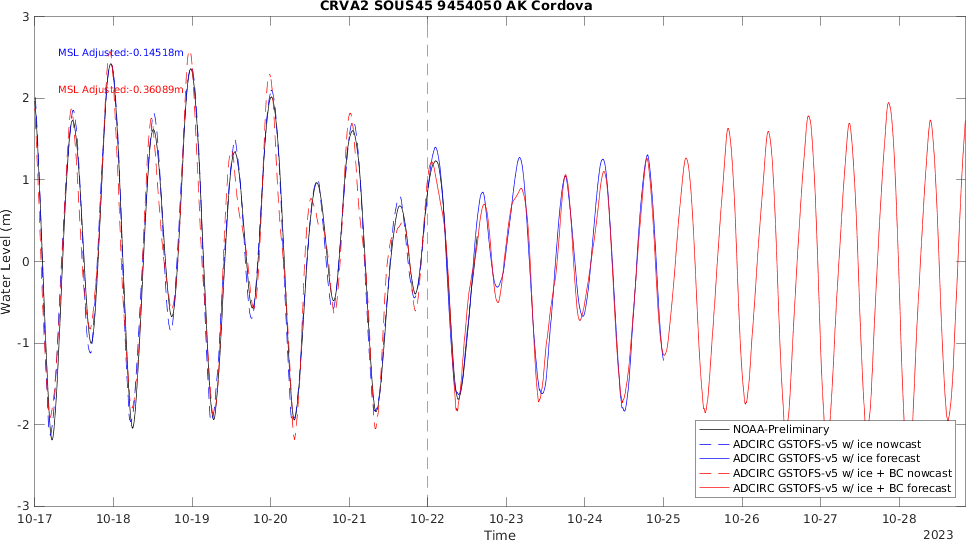 CRVA2 SOUS45 9454050 AK Cordova
3
2
1
0
-1
-2
-3
Water Level (m)
MSL Adjusted:-0.14518m
MSL Adjusted:-0.36089m
NOAA-Preliminary
ADCIRC GSTOFS-v5 w/ ice nowcast
ADCIRC GSTOFS-v5 w/ ice forecast
ADCIRC GSTOFS-v5 w/ ice + BC nowcast
ADCIRC GSTOFS-v5 w/ ice + BC forecast
10-17 10-18 10-19 10-20 10-21 10-22 10-23 10-24 10-25 10-26 10-27 10-28
Time
2023